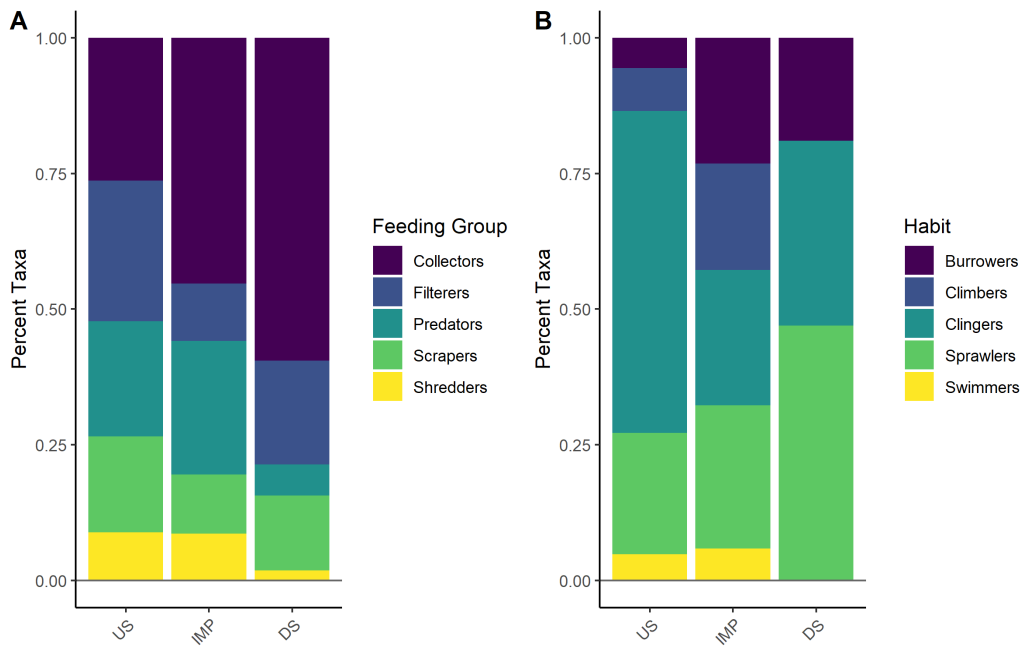 A
Percent Taxa
1.00
0.75
0.50
0.25
0.00
US
IMP
DS
Feeding Group
Collectors
Filterers
Predators
Scrapers
Shredders
B
Percent Taxa
1.00
0.75
0.50
0.25
0.00
US
IMP
DS
Habit
Burrowers
Climbers
Clingers
Sprawlers
Swimmers